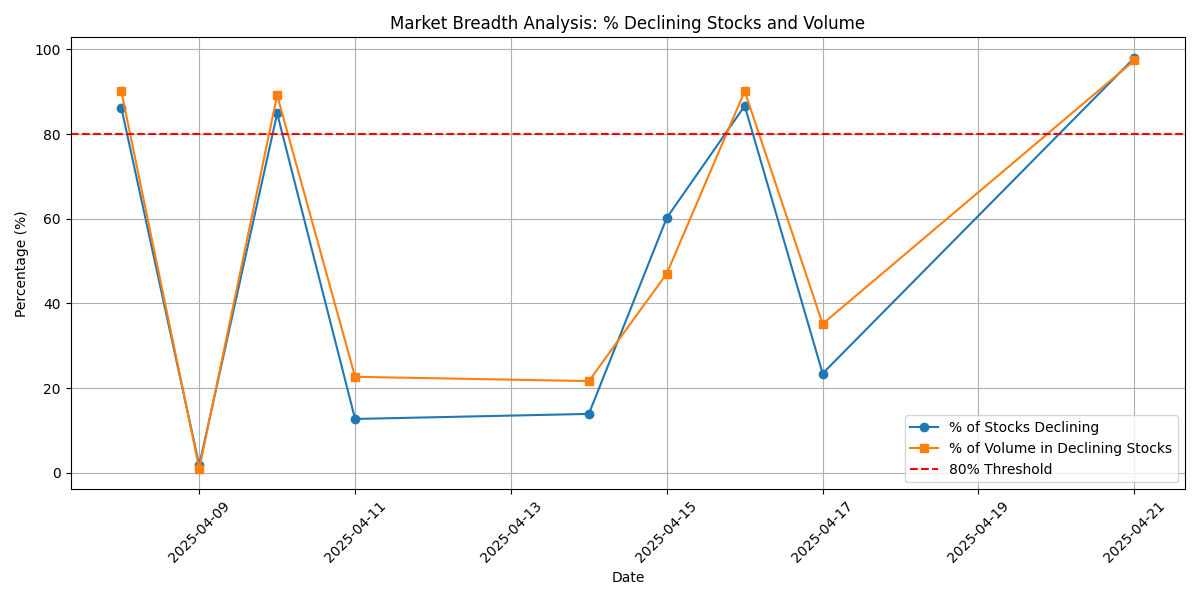 Market Breadth Analysis: % Declining Stocks and Volume
Percentage (%)
100
80
60
40
20
0
% of Stocks Declining
% of Volume in Declining Stocks
80% Threshold
2025-04-09
2025-04-11
2025-04-13
2025-04-15
2025-04-17
2025-04-19
2025-04-21
Date